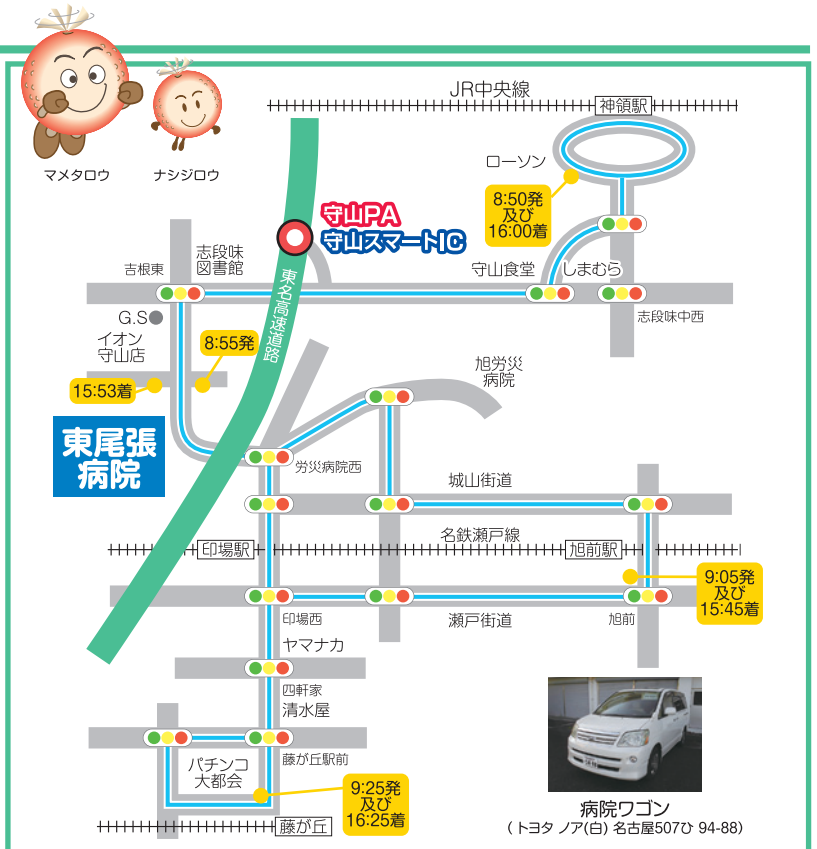 JR中央線
神領駅
マメタロウ
ナシジロウ
ローソン
8:50発
及び
16:00着
守山PA
守山スマートIC
志段味
図書館
吉根東
守山食堂
しまむら
東名高速道路
G.S
志段味中西
イオン
守山店
8:55発
15:53着
旭労災
病院
東尾張
病院
労災病院西
城山街道
名鉄瀬戸線
印場駅
旭前駅
9:05発
及び
15:45着
印場西
瀬戸街道
旭前
ヤマナカ
四軒家
清水屋
藤が丘駅前
パチンコ
大都会
9:25発
及び
16:25着
藤が丘
病院ワゴン
(トヨタ ノア(白) 名古屋507ひ 94-88)